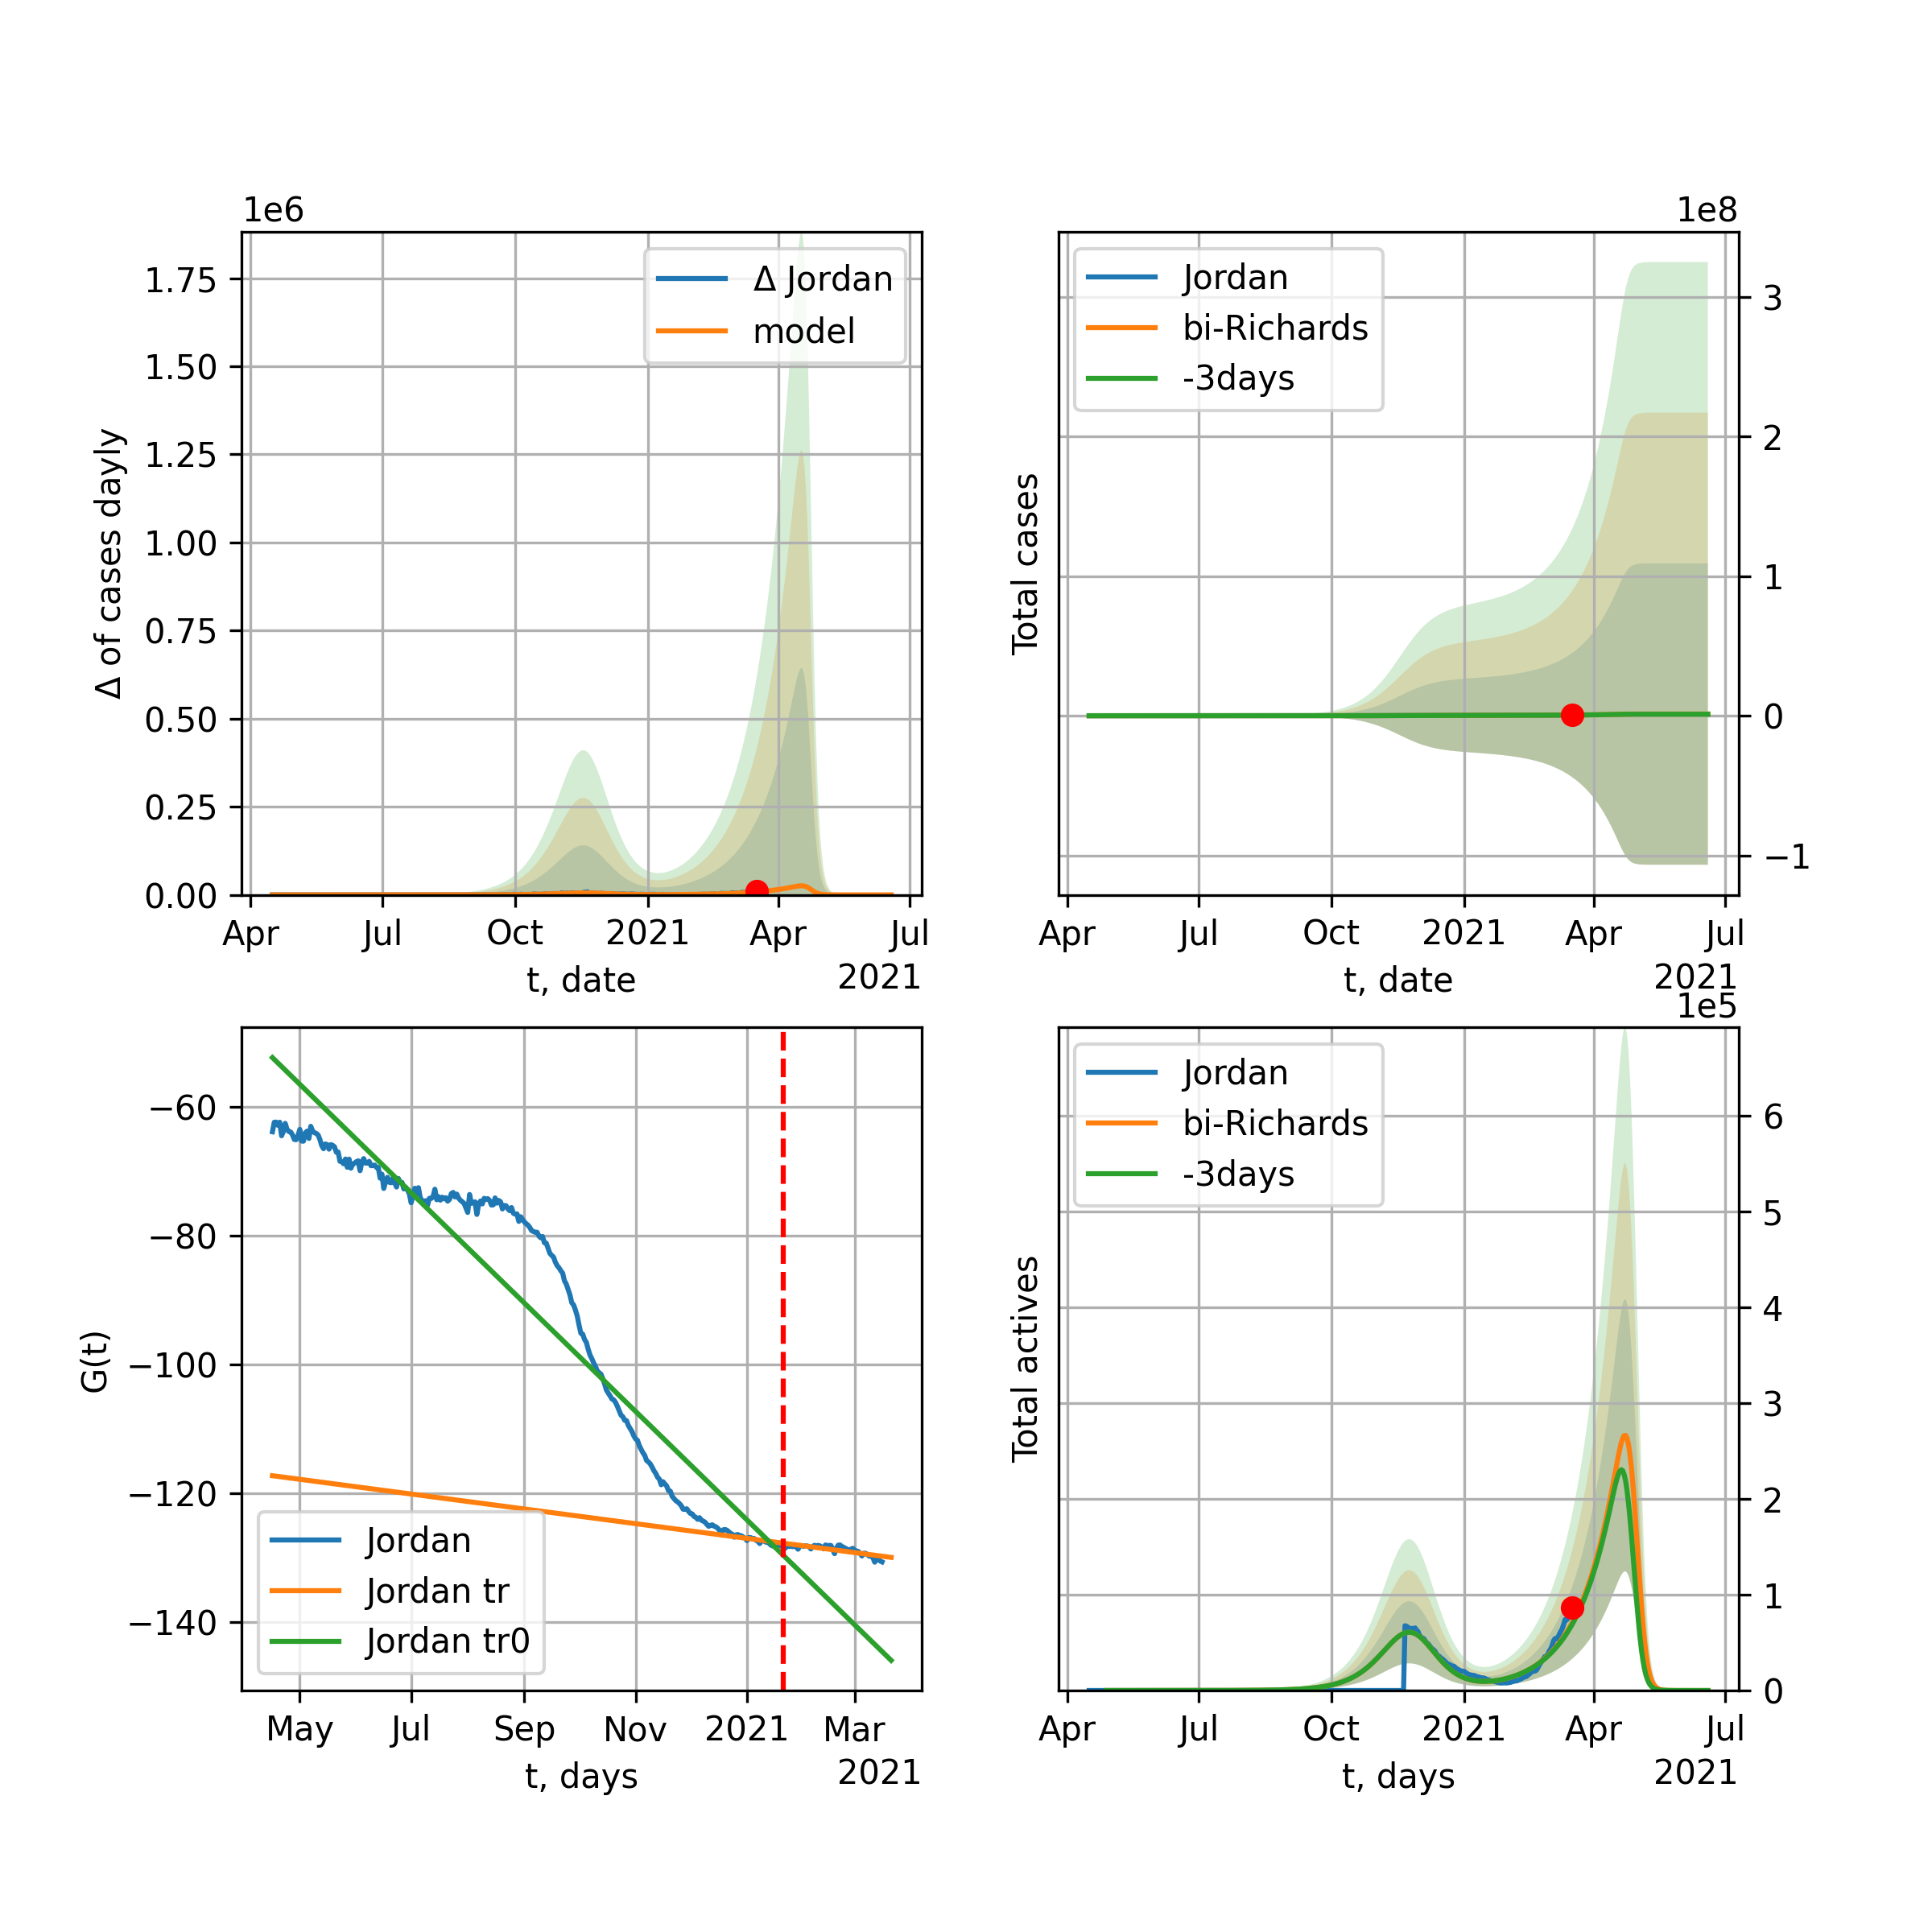 1e6
Δ of cases dayly
1.75
1.50
1.25
1.00
0.75
0.50
0.25
0.00
Δ Jordan
model
Apr Jul Oct 2021 Apr Jul
t, date
2021
1e8
Total cases
Jordan
bi-Richards
-3days
3
2
1
0
−1
Apr Jul Oct 2021 Apr Jul
t, date
2021
G(t)
−60
−80
−100
−120
−140
Jordan
Jordan tr
Jordan tr0
May Jul Sep Nov 2021 Mar
t, days
2021
1e5
Total actives
Jordan
bi-Richards
-3days
6
5
4
3
2
1
0
Apr Jul Oct 2021 Apr Jul
t, days
2021